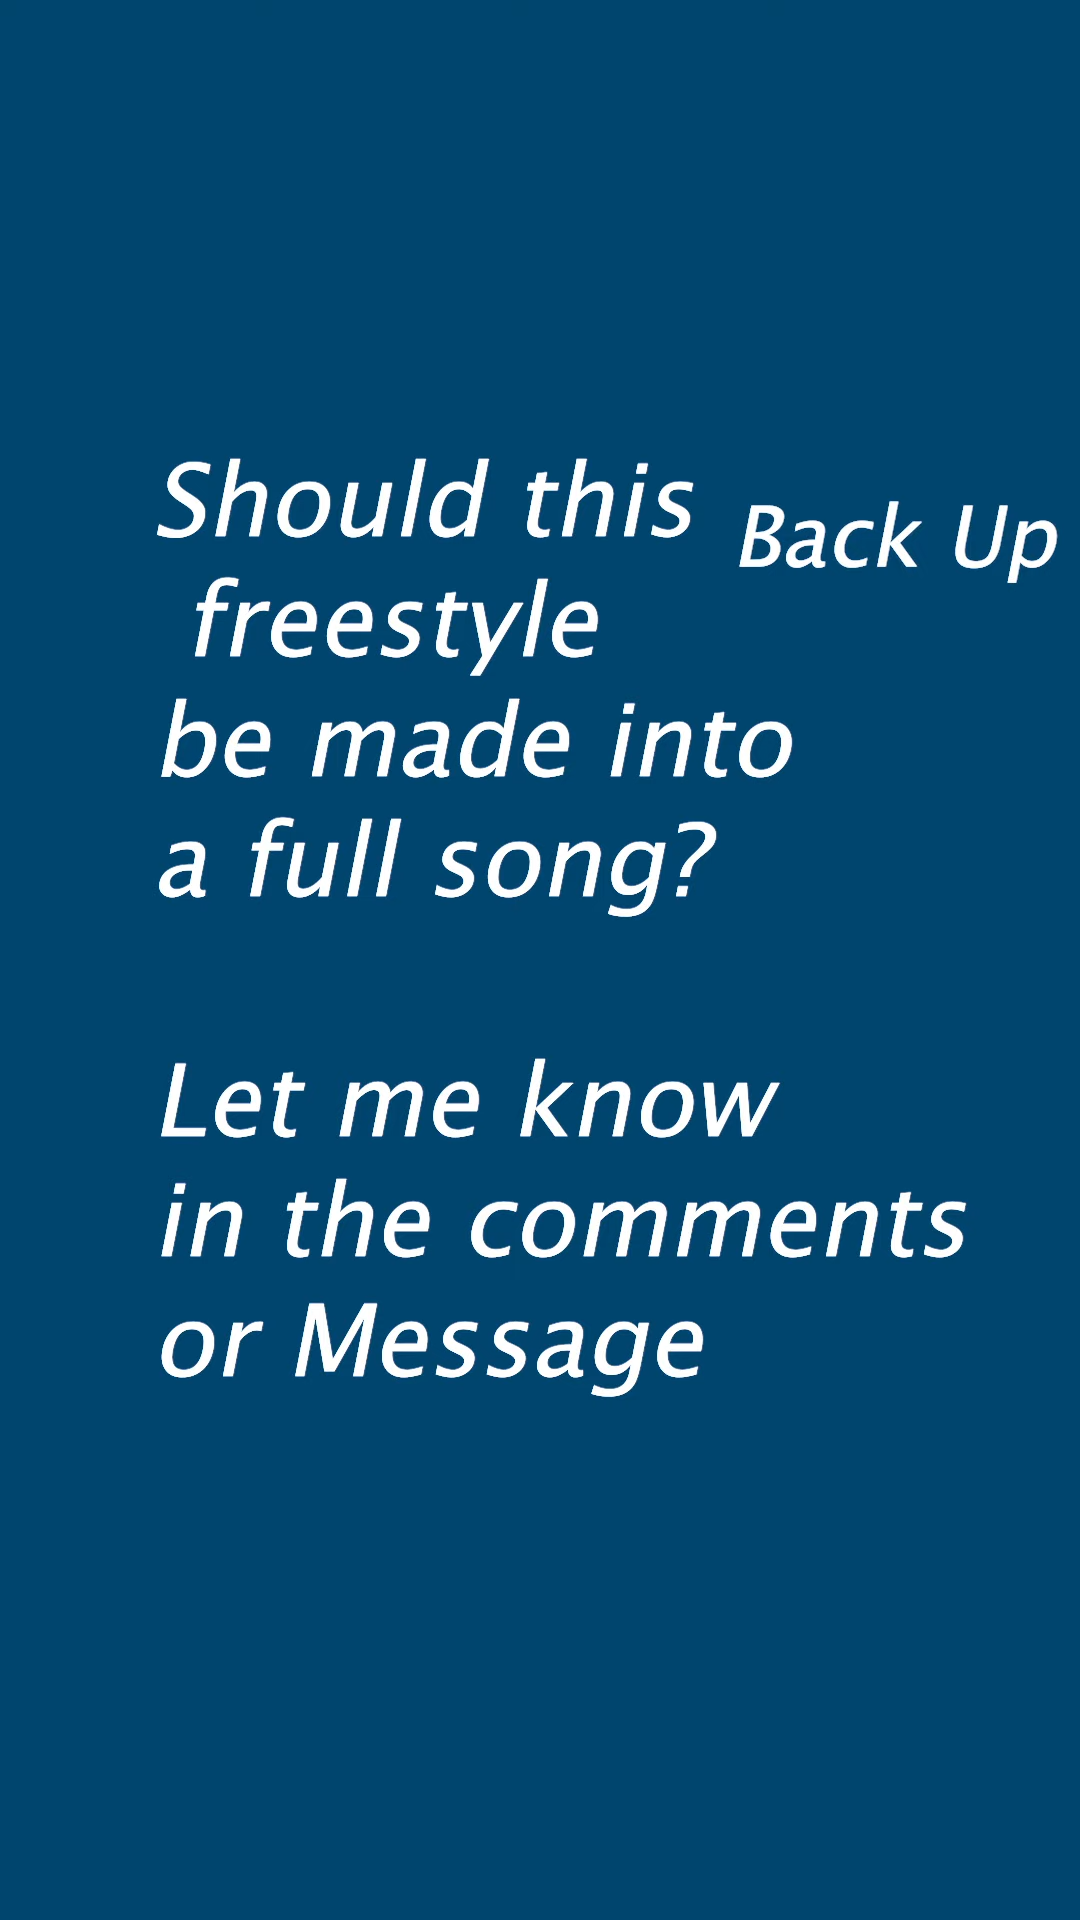 Should this
Back Up
freestyle
be made into
a full song?
Let me know
in the comments
or Message